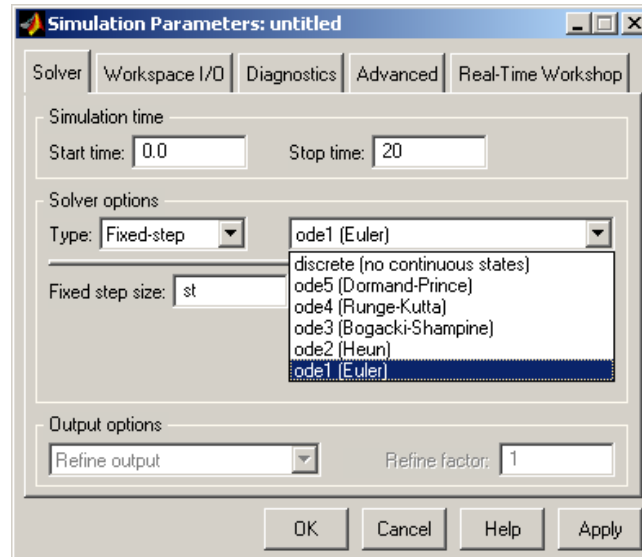 Simulation Parameters: untitled
Solver Workspace I/O Diagnostics Advanced Real-Time Workshop
Simulation time
Start time: 0.0 Stop time: 20
Solver options
Type: Fixed-step ode1 (Euler)
discrete (no continuous states)
ode5 (Dormand-Prince)
Fixed step size: st
ode4 (Runge-Kutta)
ode3 (Bogacki-Shampine)
ode2 (Heun)
ode1 (Euler)
Output options
Refine output Refine factor: 1
OK Cancel Help Apply